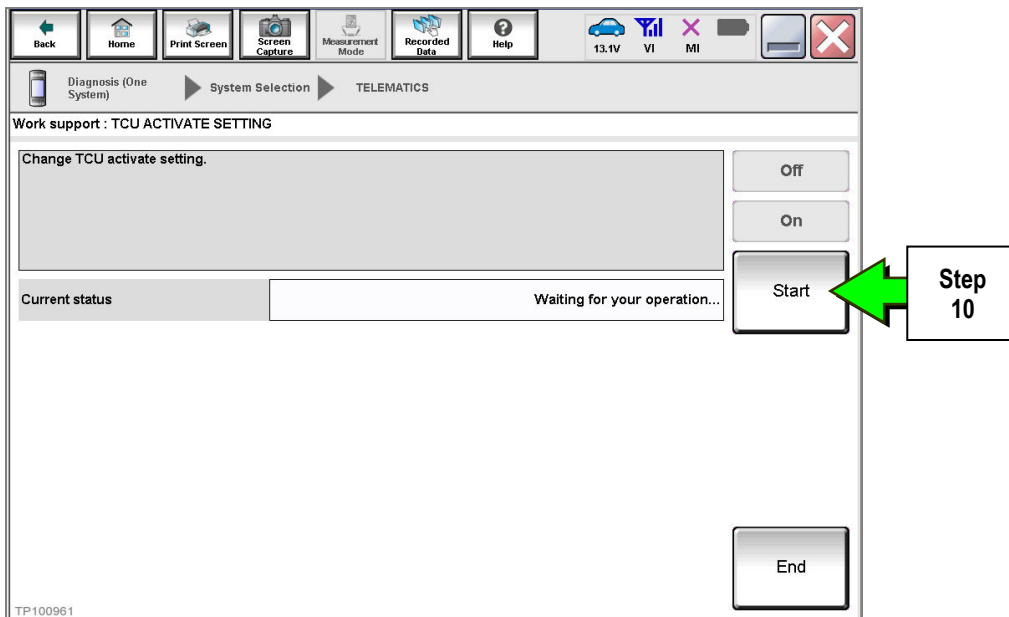 Back
Home
Print Screen
Screen
Capture
Measurement
Mode
Recorded
Data
Help
13.1V
VI
MI
Diagnosis (One
System)
System Selection
TELEMATICS
Work support : TCU ACTIVATE SETTING
Change TCU activate setting.
Off
On
Current status
Waiting for your operation...
Start
Step
10
End
TP100961